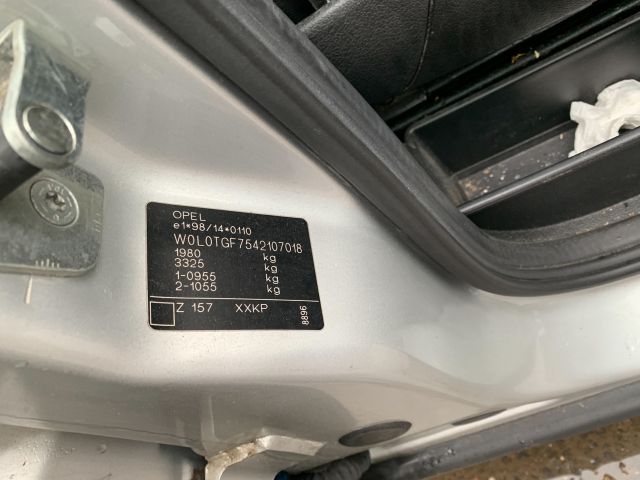 OPEL
e1*98/14*0110
W0L0TGF7542107018
1980 kg
3325 kg
1-0955 kg
2-1055 kg
Z 157 XXKP
8896